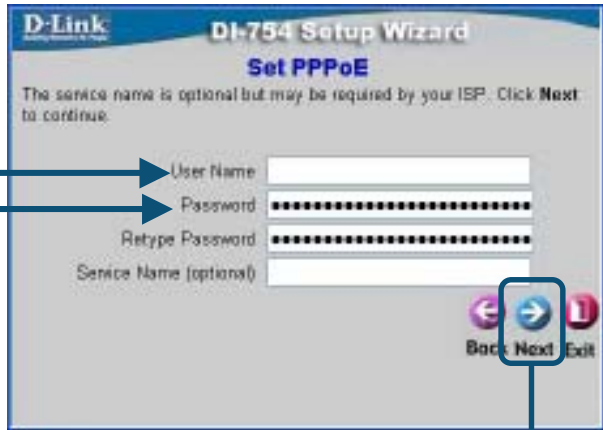 D-Link
Building Networks for People
DI-754 Setup Wizard
Set PPPoE
The service name is optional but may be required by your ISP. Click Next
to continue.
User Name
Password
Retype Password
Service Name (optional)
Back Next Exit